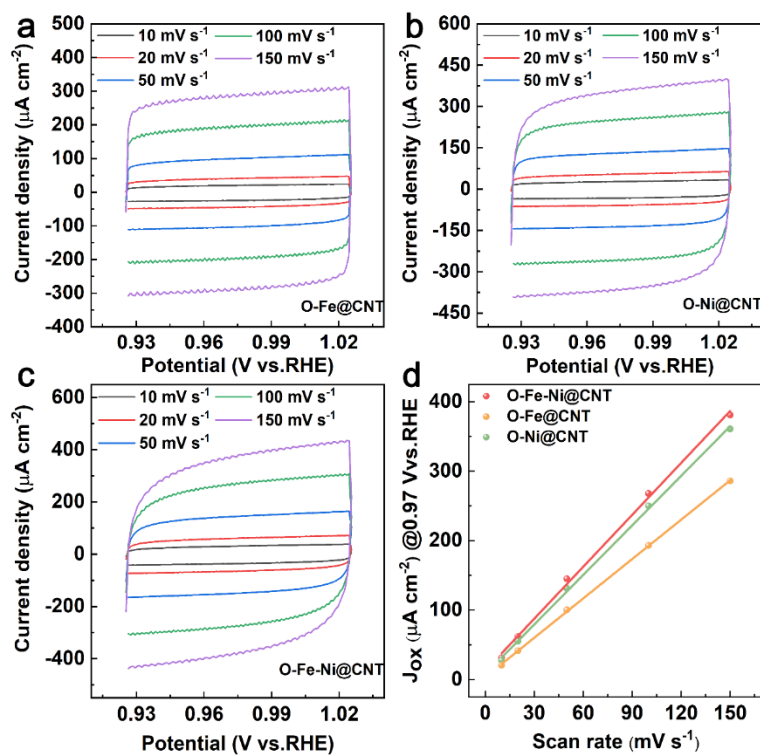 a
500
400
300
200
100
0
-100
-200
-300
-400
Current density (μA cm⁻²)
10 mV s⁻¹
20 mV s⁻¹
50 mV s⁻¹
100 mV s⁻¹
150 mV s⁻¹
O-Fe@CNT
0.93 0.96 0.99 1.02
Potential (V vs.RHE)
b
600
450
300
150
0
-150
-300
-450
Current density (μA cm⁻²)
10 mV s⁻¹
20 mV s⁻¹
50 mV s⁻¹
100 mV s⁻¹
150 mV s⁻¹
O-Ni@CNT
0.93 0.96 0.99 1.02
Potential (V vs.RHE)
c
600
400
200
0
-200
-400
Current density (μA cm⁻²)
10 mV s⁻¹
20 mV s⁻¹
50 mV s⁻¹
100 mV s⁻¹
150 mV s⁻¹
O-Fe-Ni@CNT
0.93 0.96 0.99 1.02
Potential (V vs.RHE)
d
400
300
200
100
0
Jox (μA cm⁻²) @0.97 Vvs.RHE
O-Fe-Ni@CNT
O-Fe@CNT
O-Ni@CNT
0 30 60 90 120 150
Scan rate (mV s⁻¹)